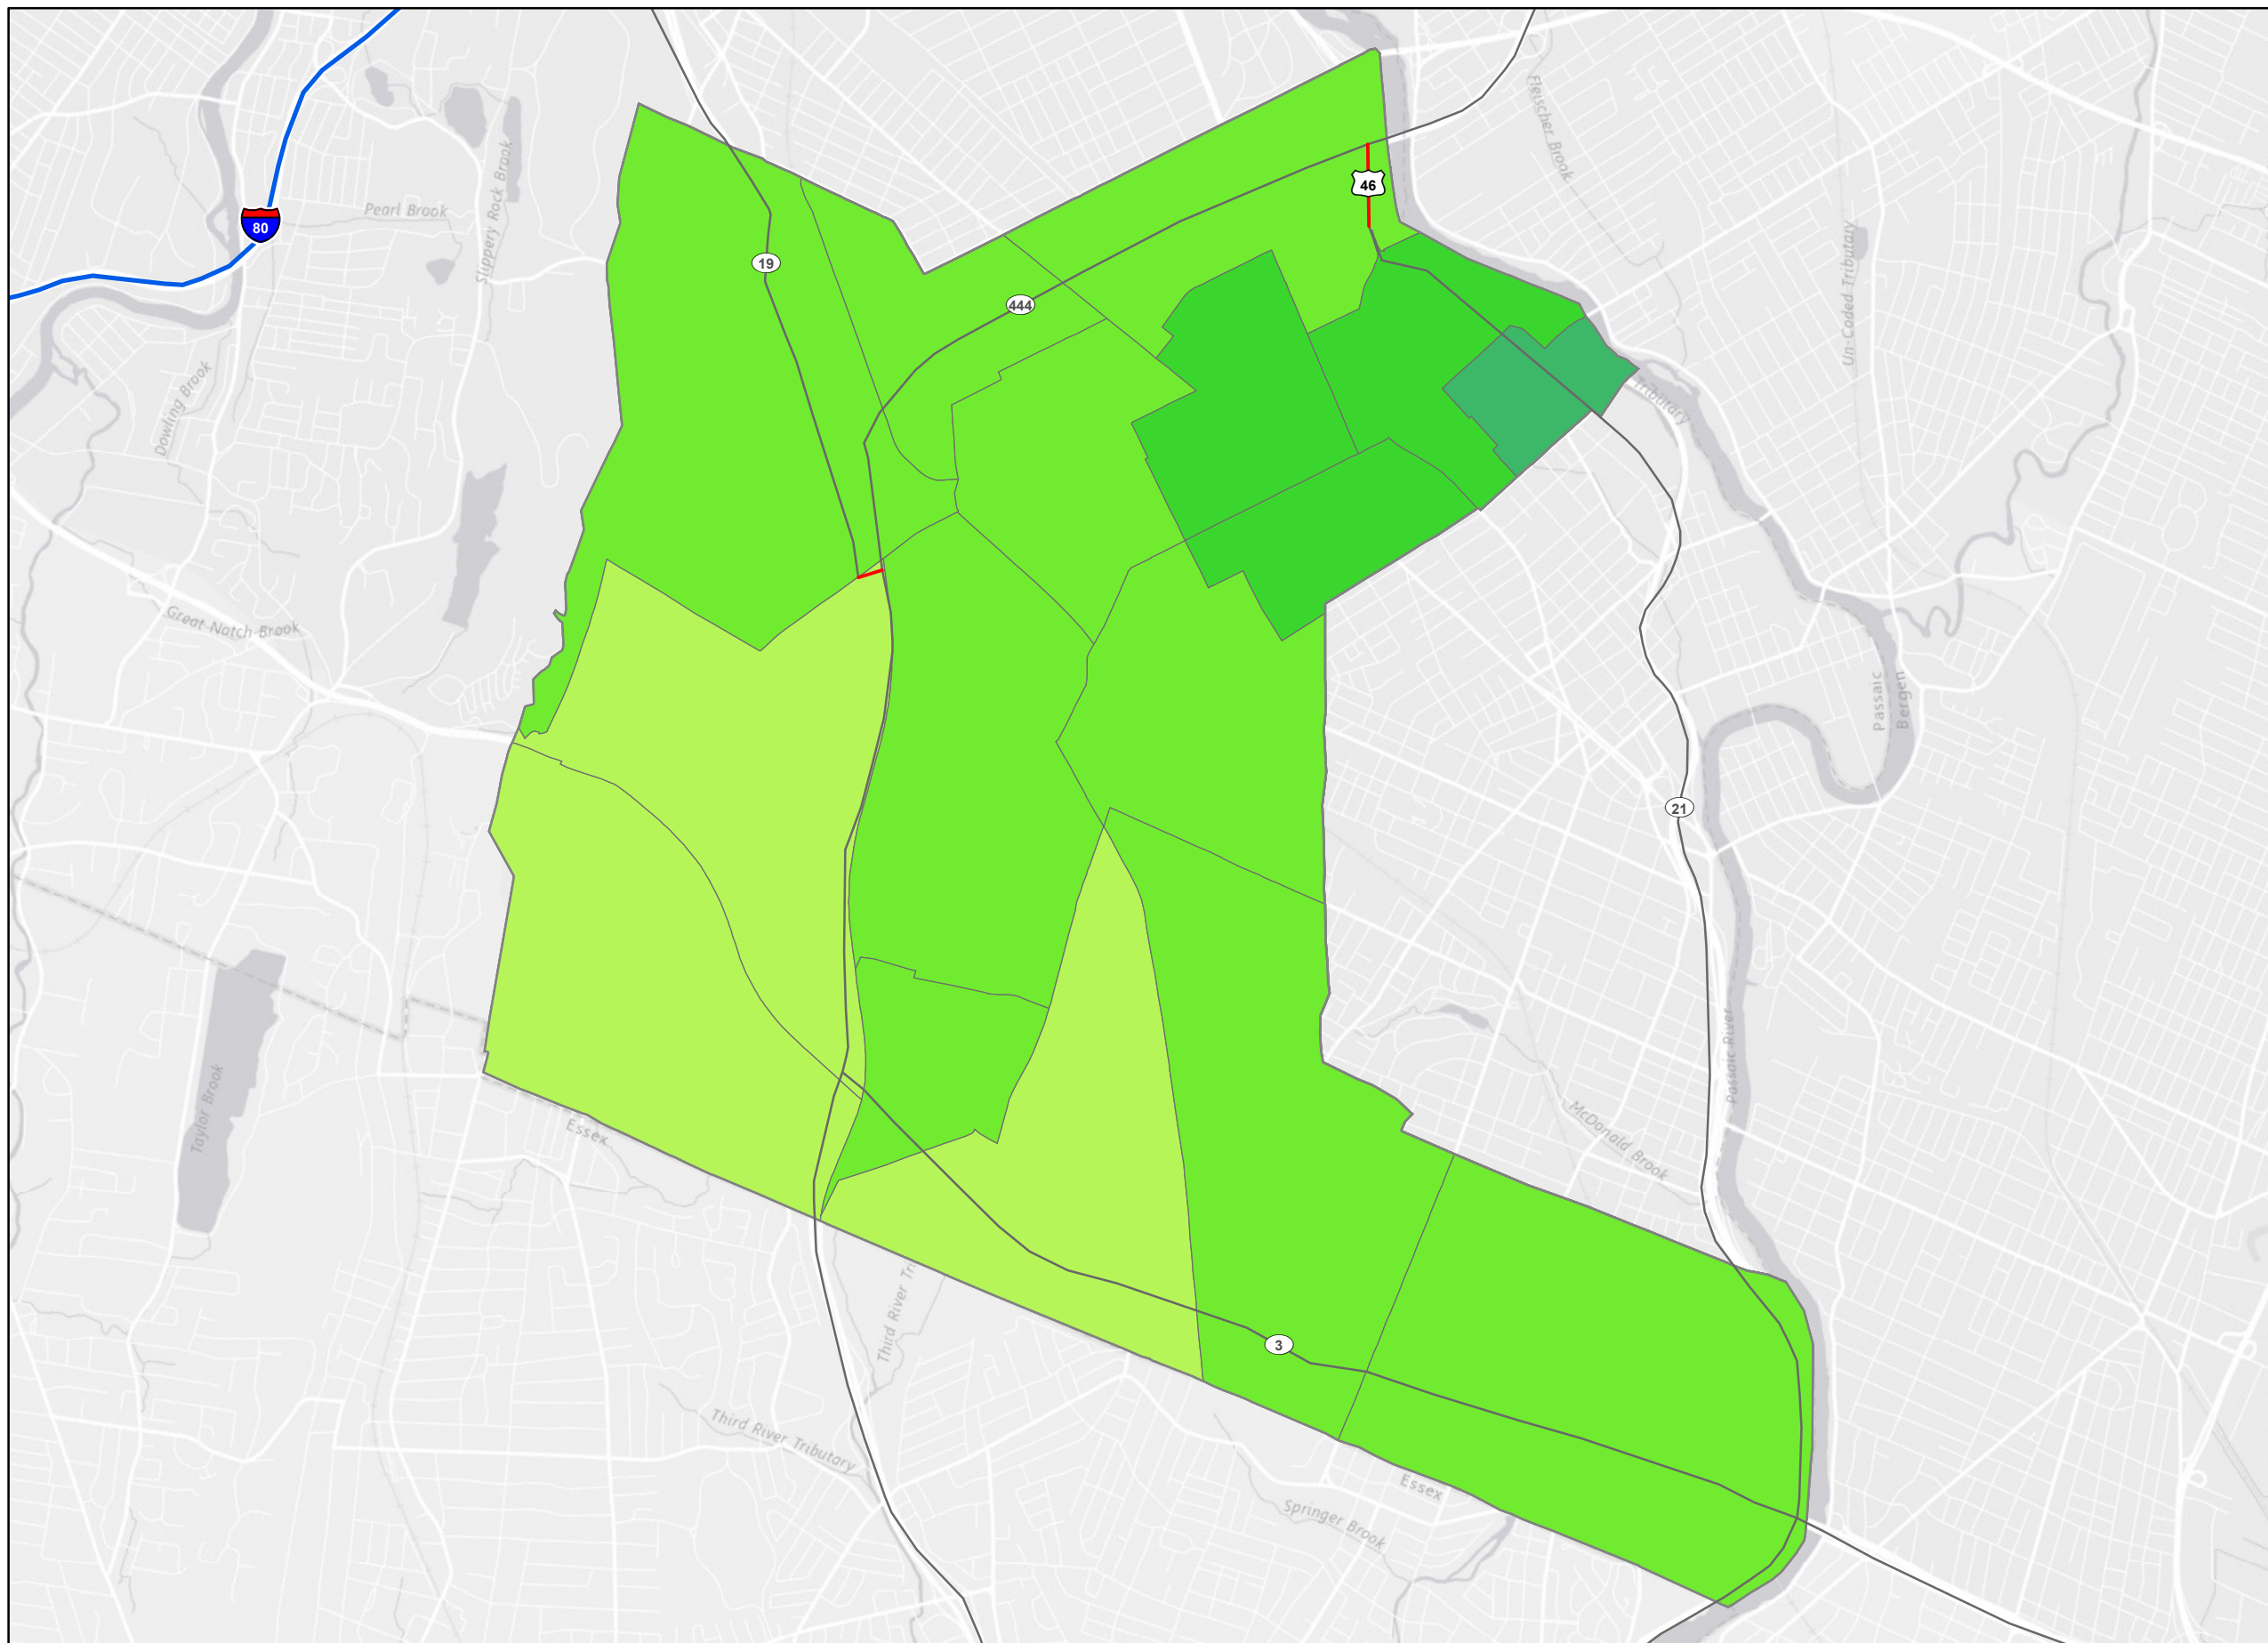 Fleischer Brook
Slippery Rock Brook
46
Pearl Brook
80
19
Un-Coded Tributary
444
Dowling Brook
Tributary
Great Notch Brook
Passaic
Bergen
21
Passaic River
Taylor Brook
Essex
McDonald Brook
Third River Tri
3
Third River Tributary
Essex
Springer Brook